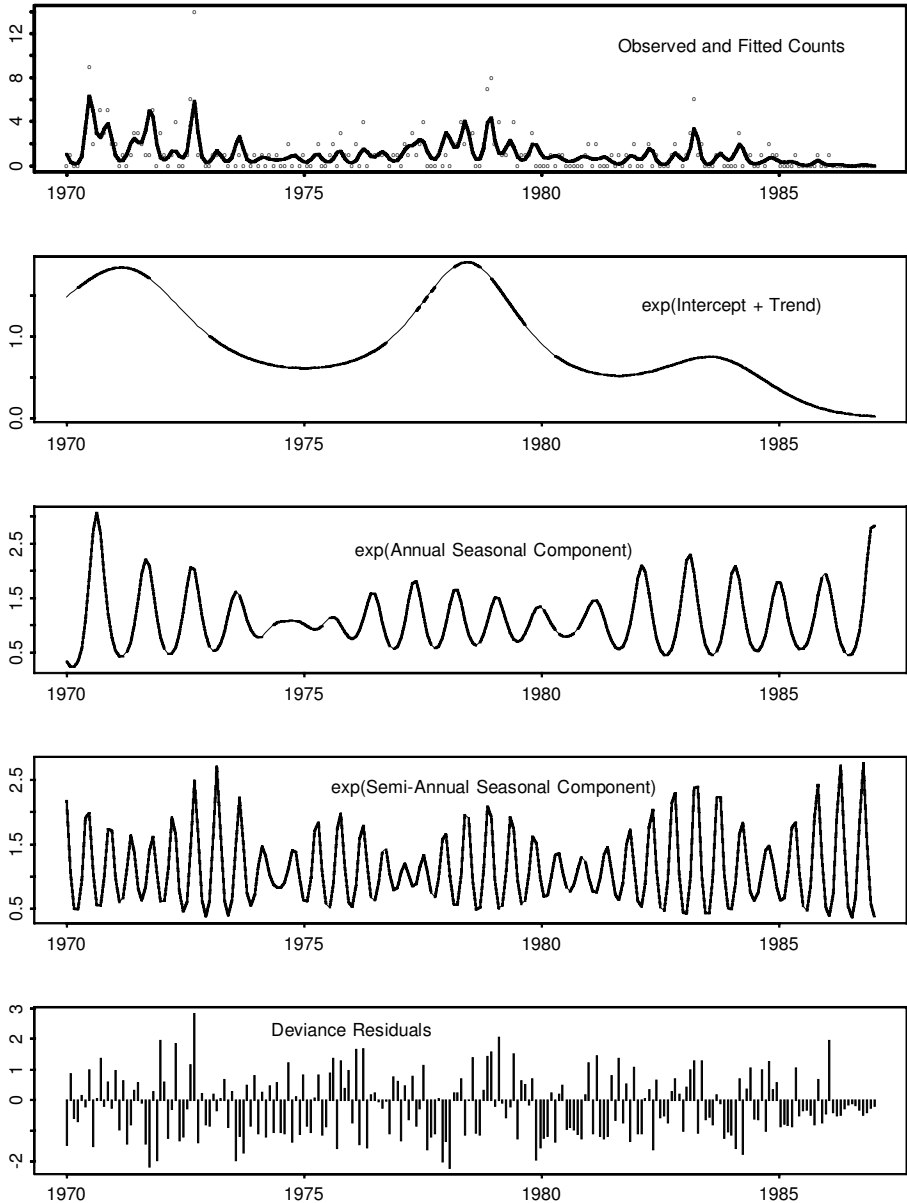 Observed and Fitted Counts
12
8
4
0
1970 1975 1980 1985
exp(Intercept + Trend)
1.0
0.0
1970 1975 1980 1985
exp(Annual Seasonal Component)
2.5
1.5
0.5
1970 1975 1980 1985
exp(Semi-Annual Seasonal Component)
2.5
1.5
0.5
1970 1975 1980 1985
Deviance Residuals
3
2
1
0
-2
1970 1975 1980 1985